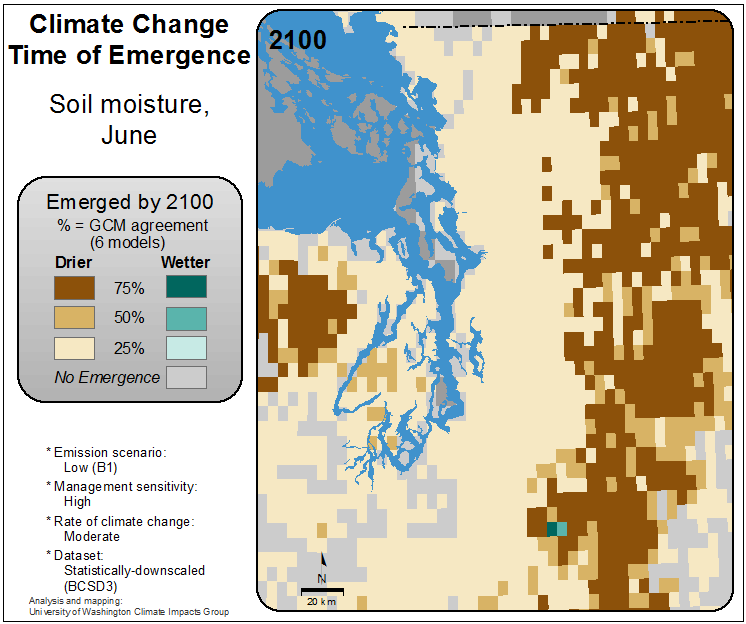 Climate Change
Time of Emergence
Soil moisture,
June
Emerged by 2100
% = GCM agreement
(6 models)
Drier Wetter
75%
50%
25%
No Emergence
* Emission scenario:
Low (B1)
* Management sensitivity:
High
* Rate of climate change:
Moderate
* Dataset:
Statistically-downscaled
(BCSD3)
Analysis and mapping:
University of Washington Climate Impacts Group
2100
N
20 km